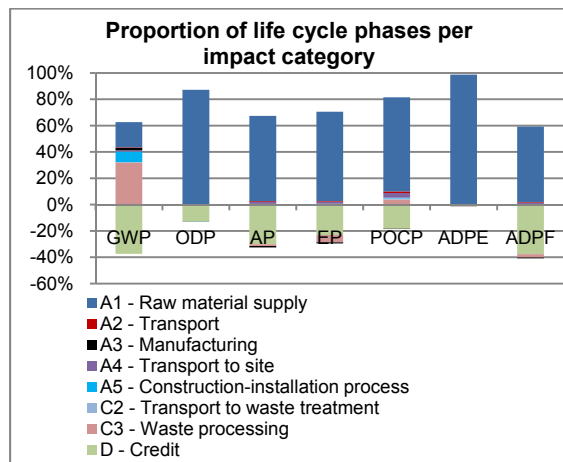 Proportion of life cycle phases per
impact category
100%
80%
60%
40%
20%
0%
-20%
-40%
-60%
GWP ODP AP EP POCP ADPE ADPF
A1 - Raw material supply
A2 - Transport
A3 - Manufacturing
A4 - Transport to site
A5 - Construction-installation process
C2 - Transport to waste treatment
C3 - Waste processing
D - Credit